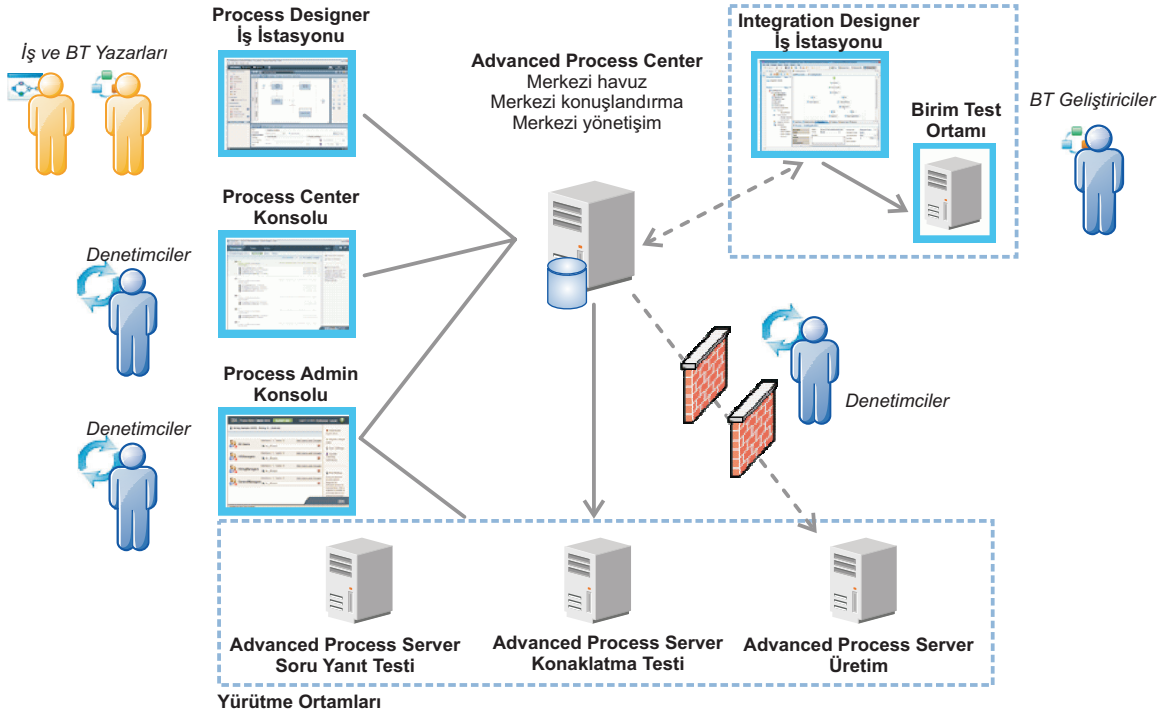 Process Designer
İş İstasyonu
İş ve BT Yazarları
Advanced Process Center
Merkezi havuz
Merkezi konuşlandırma
Merkezi yönetişim
Integration Designer
İş İstasyonu
Birim Test
Ortamı
BT Geliştiriciler
Process Center
Konsolu
Denetimciler
Process Admin
Konsolu
Denetimciler
Denetimciler
Advanced Process Server
Soru Yanıt Testi
Advanced Process Server
Konaklatma Testi
Advanced Process Server
Üretim
Yürütme Ortamları